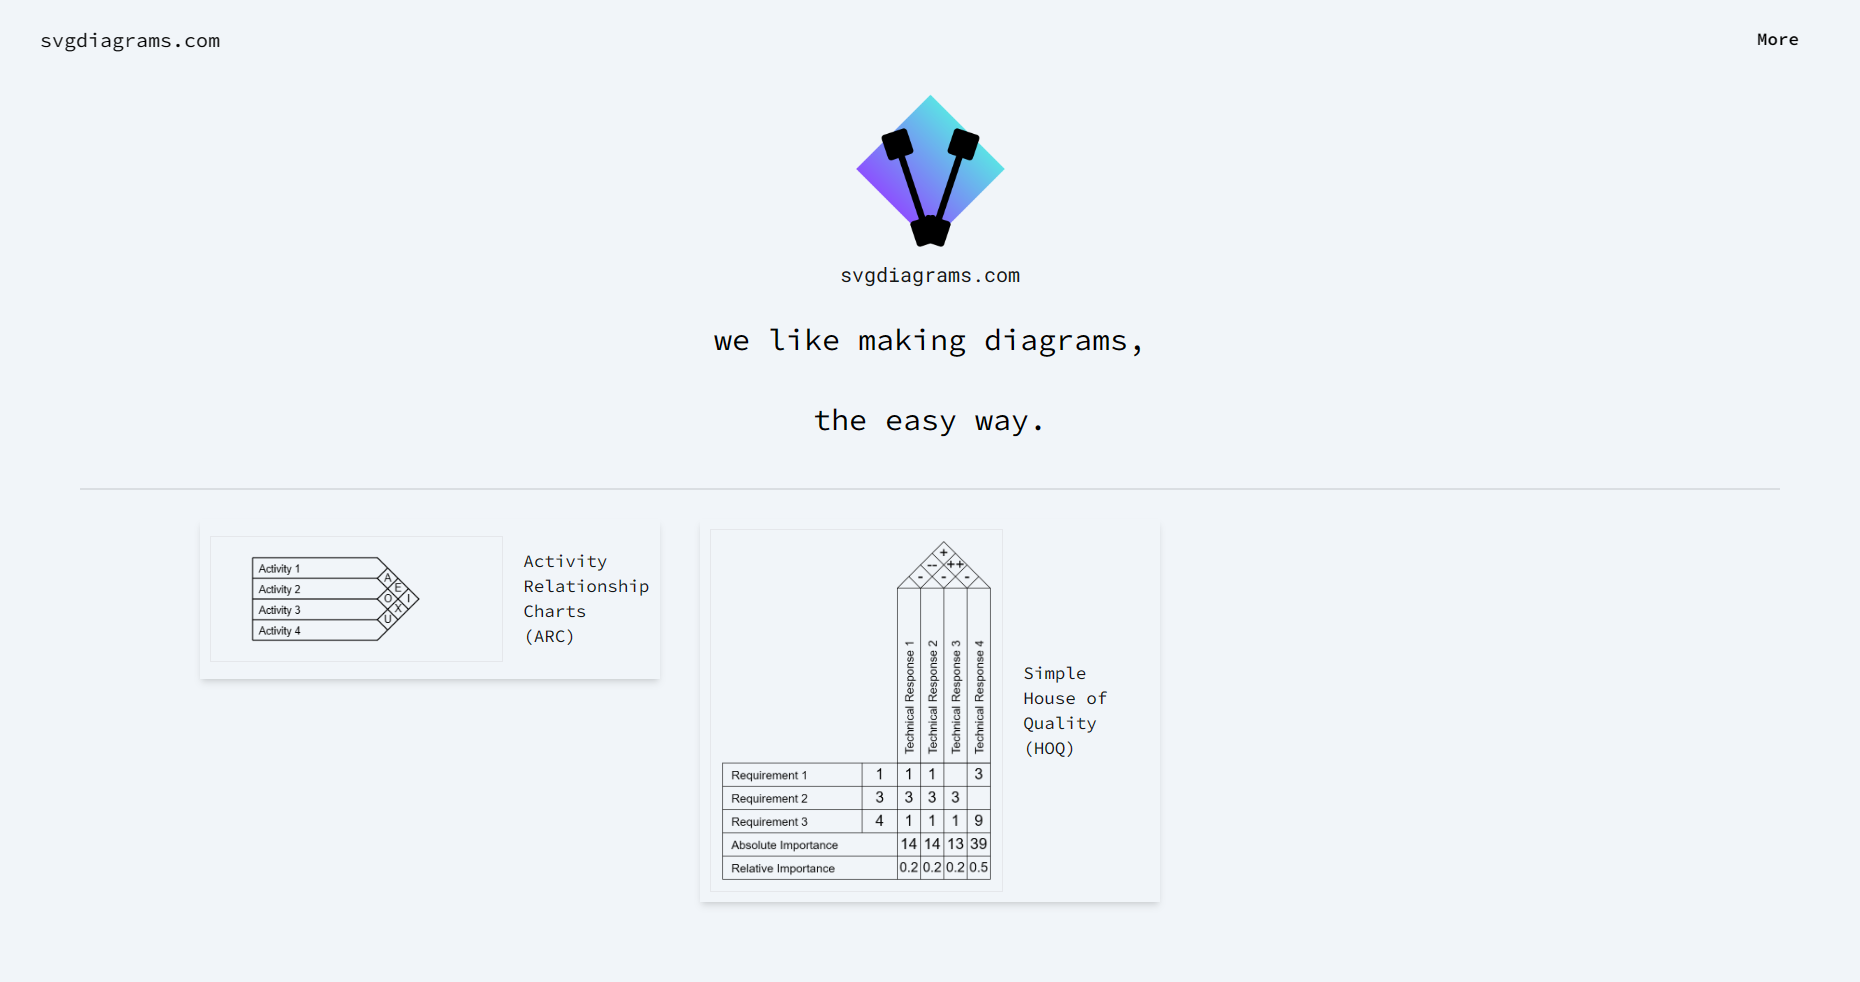 svgdiagrams.com
More
svgdiagrams.com
we like making diagrams,
the easy way.
Activity 1
Activity 2
Activity 3
Activity 4
A
E
O
I
X
U
Activity
Relationship
Charts
(ARC)
+
-- ++
- - -
Technical Response 1
Technical Response 2
Technical Response 3
Technical Response 4
Requirement 1 1 1 1 3
Requirement 2 3 3 3 3
Requirement 3 4 1 1 1 9
Absolute Importance 14 14 13 39
Relative Importance 0.2 0.2 0.2 0.5
Simple
House of
Quality
(HOQ)